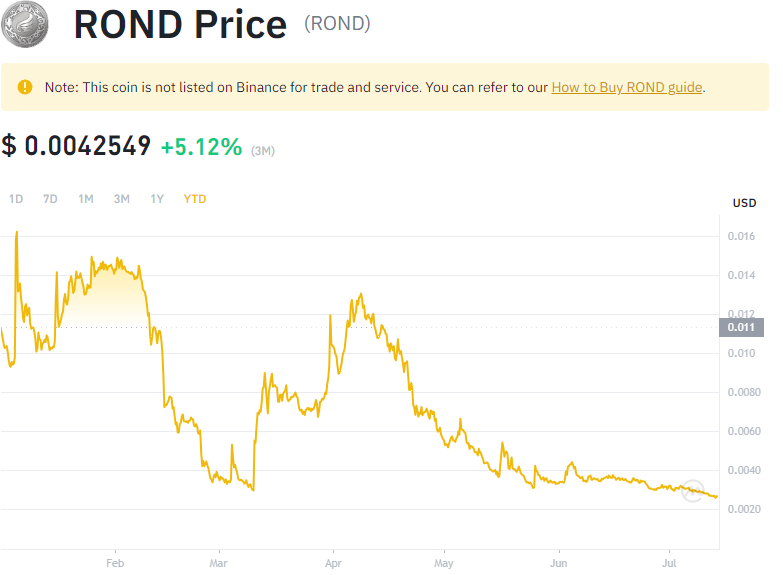 ROND Price (ROND)
Note: This coin is not listed on Binance for trade and service. You can refer to our How to Buy ROND guide.
$ 0.0042549 +5.12% (3M)
1D 7D 1M 3M 1Y YTD
USD
0.016
0.014
0.012
0.011
0.010
0.0080
0.0060
0.0040
0.0020
Feb Mar Apr May Jun Jul